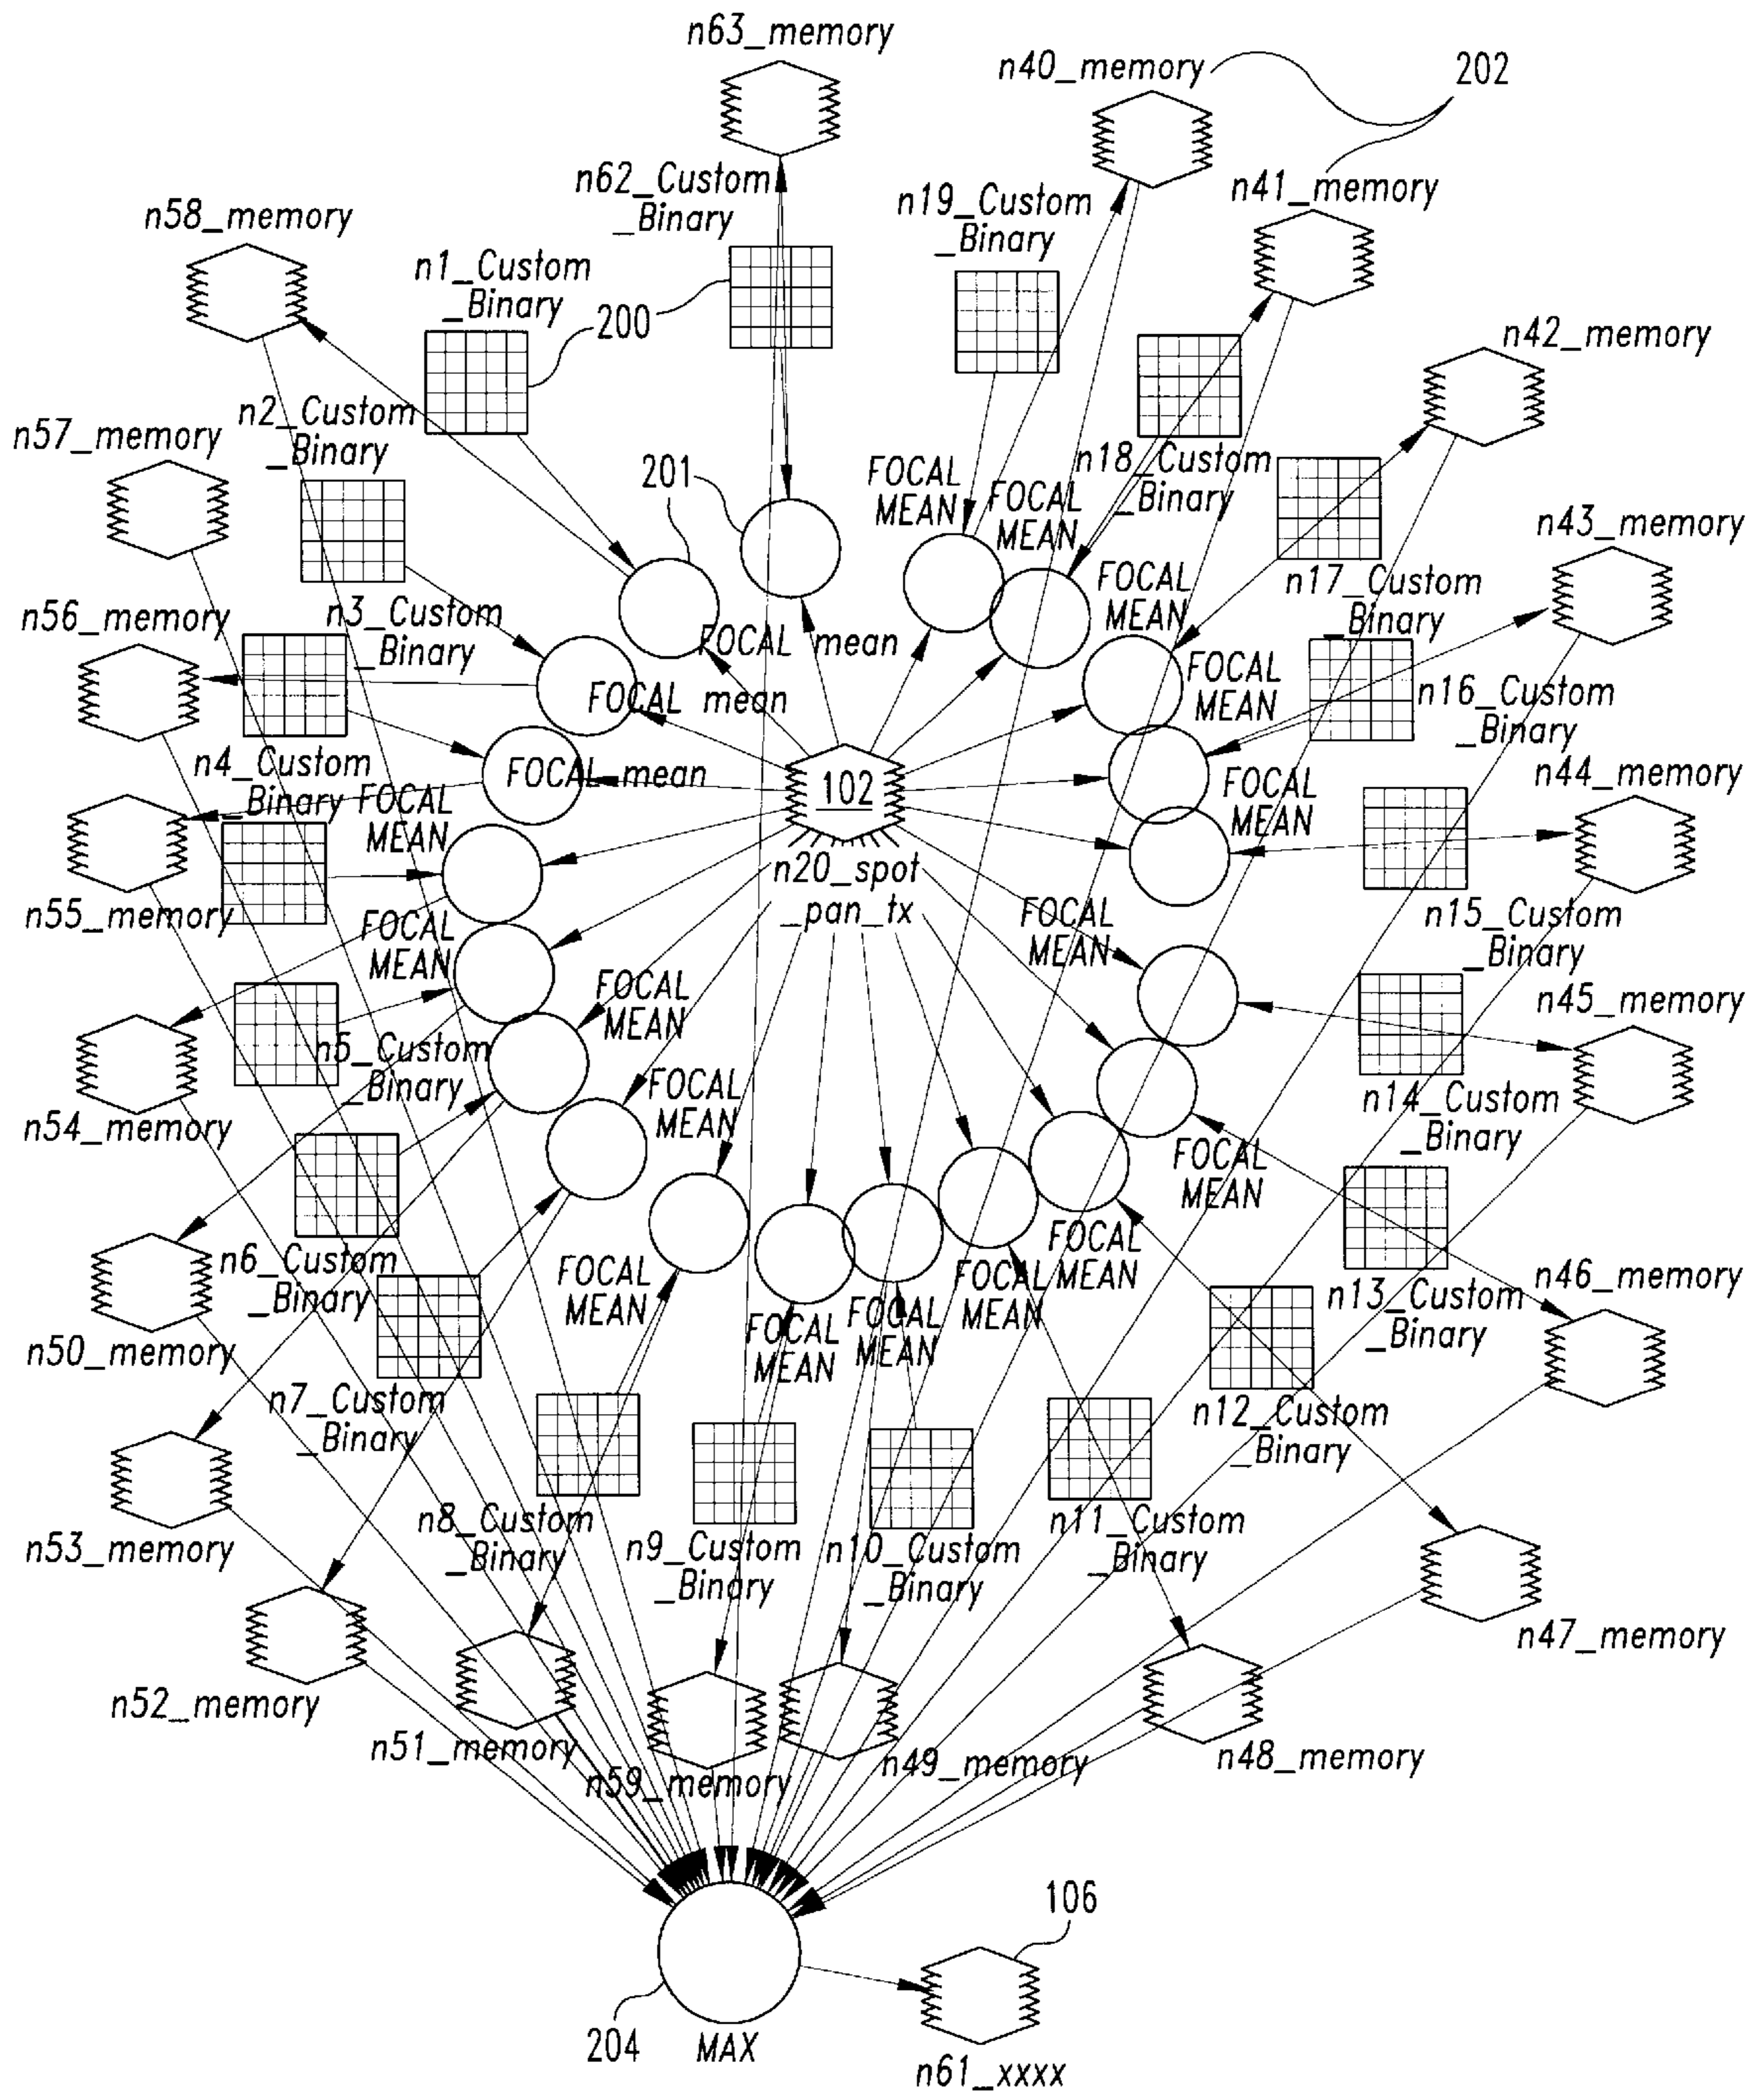 n63_memory
n40_memory
202
n62_Custom
_Binary
n19_Custom
_Binary
n41_memory
n58_memory
n1_Custom
_Binary
200
n42_memory
n2_Custom
_Binary
n57_memory
201
FOCAL
MEAN
FOCAL
MEAN
n18_Custom
_Binary
n43_memory
FOCAL
MEAN
n17_Custom
_Binary
n56_memory
n3_Custom
_Binary
FOCAL mean
FOCAL
MEAN
FOCAL mean
n16_Custom
_Binary
n4_Custom
_Binary
FOCAL mean
102
FOCAL
MEAN
n44_memory
FOCAL
MEAN
n20_spot
_pan_tx
n55_memory
FOCAL
MEAN
FOCAL
MEAN
n15_Custom
_Binary
FOCAL
MEAN
n45_memory
n5_Custom
_Binary
FOCAL
MEAN
n14_Custom
_Binary
n54_memory
FOCAL
MEAN
n6_Custom
_Binary
FOCAL
MEAN
FOCAL
MEAN
FOCAL
MEAN
FOCAL
MEAN
FOCAL
MEAN
n13_Custom
_Binary
n46_memory
n50_memory
n7_Custom
_Binary
n12_Custom
_Binary
n53_memory
n8_Custom
_Binary
n9_Custom
_Binary
n10_Custom
_Binary
n11_Custom
_Binary
n47_memory
n52_memory
n51_memory
n59_memory
n49_memory
n48_memory
106
204
MAX
n61_xxxx